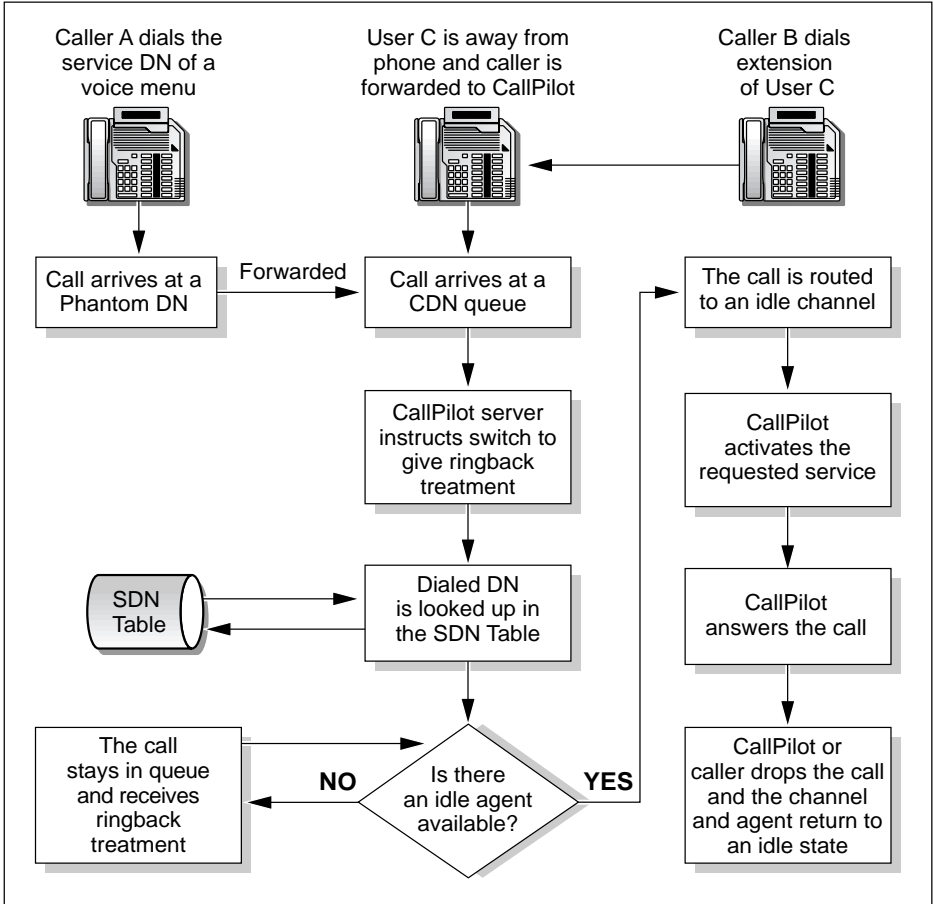 Caller A dials the
service DN of a
voice menu
User C is away from
phone and caller is
forwarded to CallPilot
Caller B dials
extension
of User C
Call arrives at a
Phantom DN
Forwarded
Call arrives at a
CDN queue
The call is routed
to an idle channel
CallPilot server
instructs switch to
give ringback
treatment
CallPilot
activates the
requested service
SDN
Table
Dialed DN
is looked up in
the SDN Table
CallPilot
answers the call
The call
stays in queue
and receives
ringback
treatment
NO
Is there
an idle agent
available?
YES
CallPilot or
caller drops the call
and the channel
and agent return to
an idle state